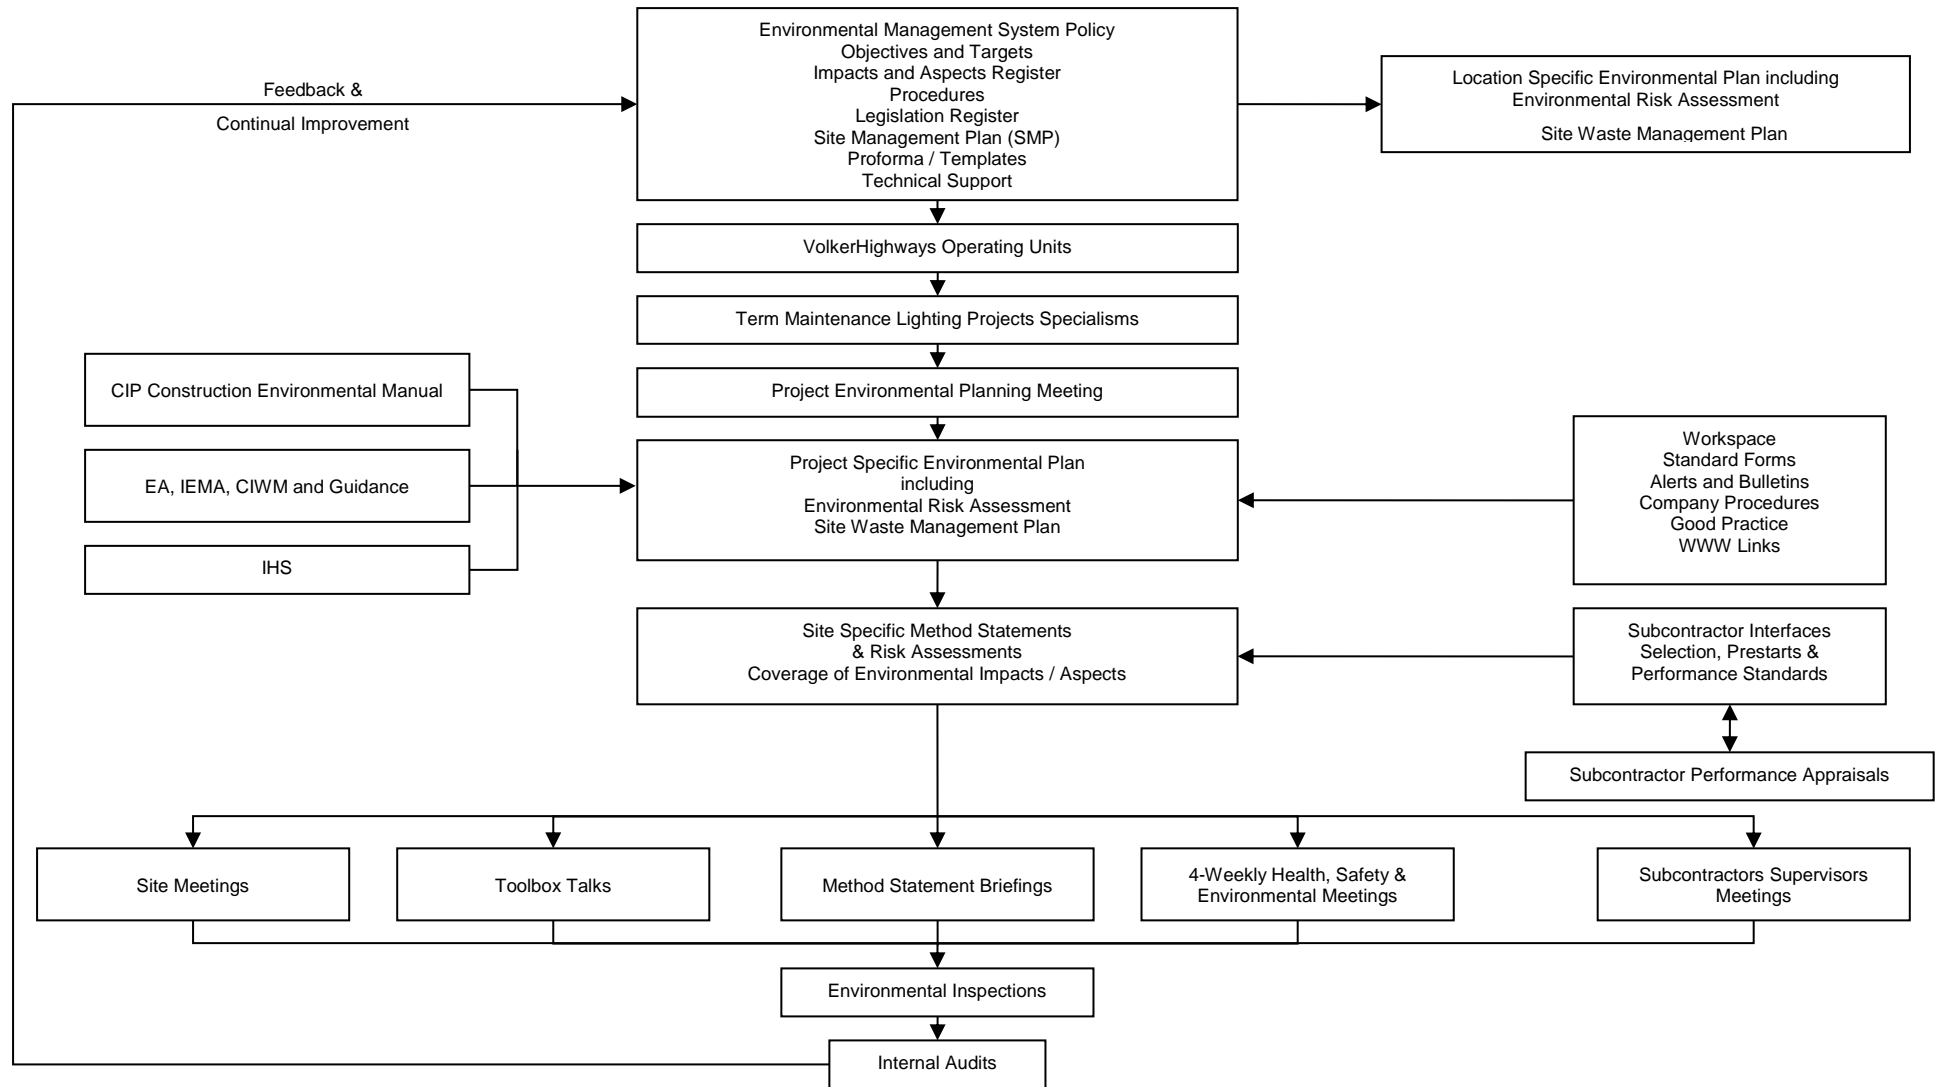 Environmental Management System Policy
Objectives and Targets
Impacts and Aspects Register
Procedures
Legislation Register
Site Management Plan (SMP)
Proforma / Templates
Technical Support
Feedback &
Continual Improvement
Location Specific Environmental Plan including
Environmental Risk Assessment
Site Waste Management Plan
VolkerHighways Operating Units
Term Maintenance Lighting Projects Specialisms
Project Environmental Planning Meeting
CIP Construction Environmental Manual
EA, IEMA, CIWM and Guidance
IHS
Project Specific Environmental Plan
including
Environmental Risk Assessment
Site Waste Management Plan
Workspace
Standard Forms
Alerts and Bulletins
Company Procedures
Good Practice
WWW Links
Site Specific Method Statements
& Risk Assessments
Coverage of Environmental Impacts / Aspects
Subcontractor Interfaces
Selection, Prestarts &
Performance Standards
Subcontractor Performance Appraisals
Site Meetings
Toolbox Talks
Method Statement Briefings
4-Weekly Health, Safety &
Environmental Meetings
Subcontractors Supervisors
Meetings
Environmental Inspections
Internal Audits